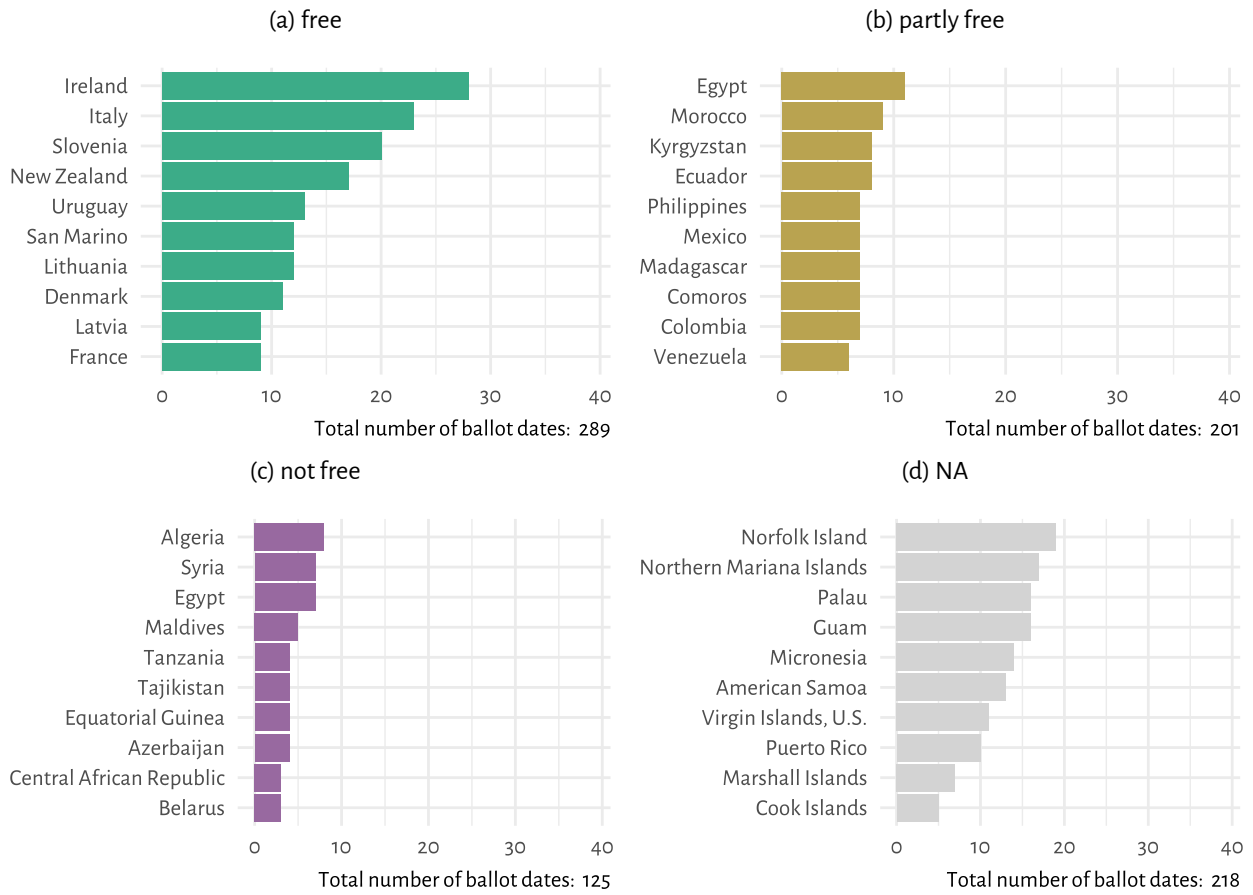 (a) free
Ireland
Italy
Slovenia
New Zealand
Uruguay
San Marino
Lithuania
Denmark
Latvia
France
0 10 20 30 40
Total number of ballot dates: 289
(b) partly free
Egypt
Morocco
Kyrgyzstan
Ecuador
Philippines
Mexico
Madagascar
Comoros
Colombia
Venezuela
0 10 20 30 40
Total number of ballot dates: 201
(c) not free
Algeria
Syria
Egypt
Maldives
Tanzania
Tajikistan
Equatorial Guinea
Azerbaijan
Central African Republic
Belarus
0 10 20 30 40
Total number of ballot dates: 125
(d) NA
Norfolk Island
Northern Mariana Islands
Palau
Guam
Micronesia
American Samoa
Virgin Islands, U.S.
Puerto Rico
Marshall Islands
Cook Islands
0 10 20 30 40
Total number of ballot dates: 218